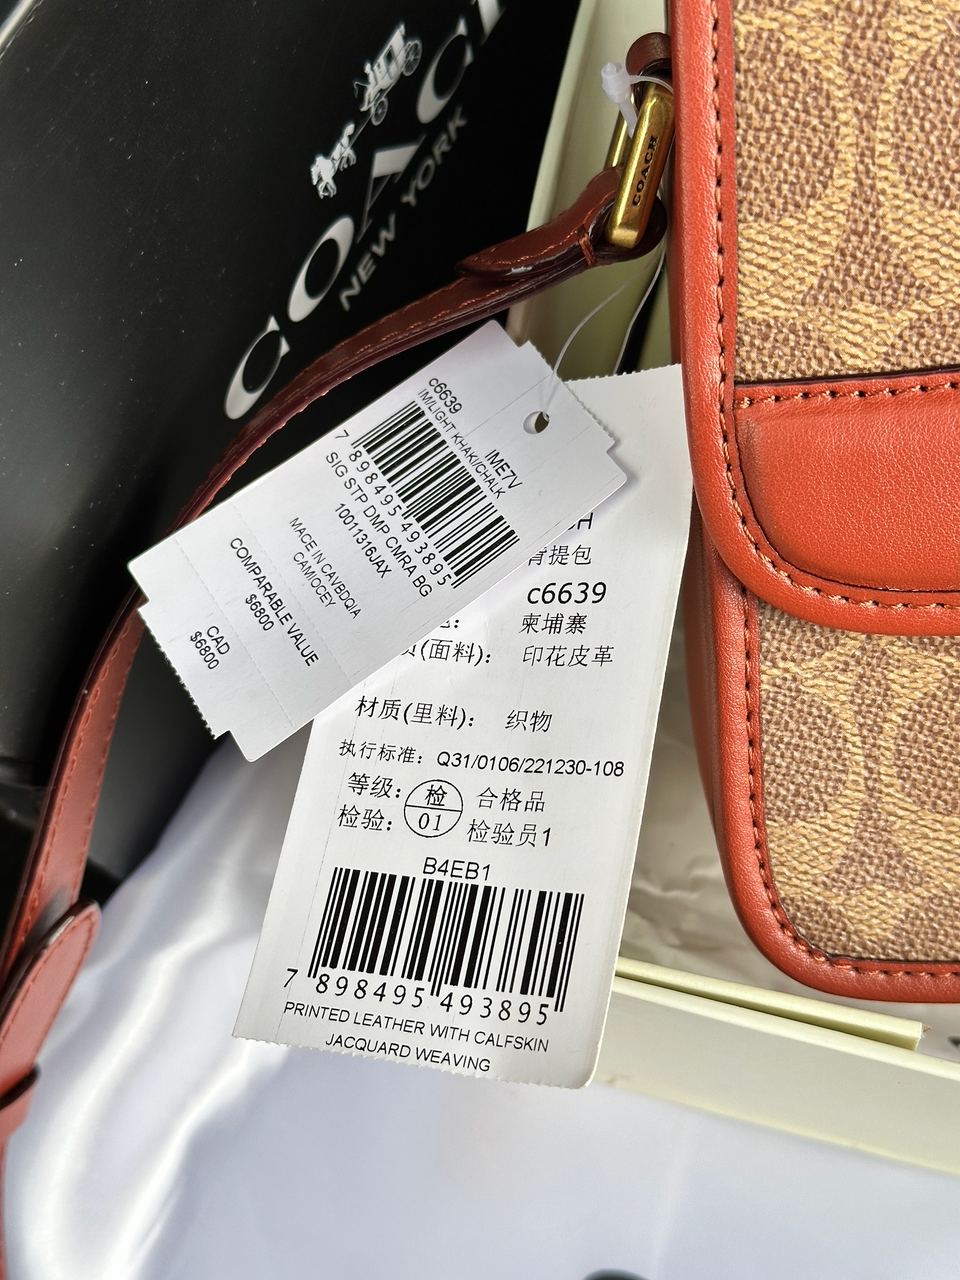 COACH
NEW YORK
COACH
c6639
IME7V
IM/LIGHT KHAKI/CHALK
7 898495 493895
SIG STP DMP CMRA BG
10011316JAX
MADE IN CAVBDQIA
CAMIOCEY
COMPARABLE VALUE
$6800
CAD
$6800
背提包
c6639
柬埔寨
(面料): 印花皮革
材质(里料): 织物
执行标准: Q31/0106/221230-108
等级: 合格品
检验: 检 01 检验员1
B4EB1
7 898495 493895
PRINTED LEATHER WITH CALFSKIN
JACQUARD WEAVING